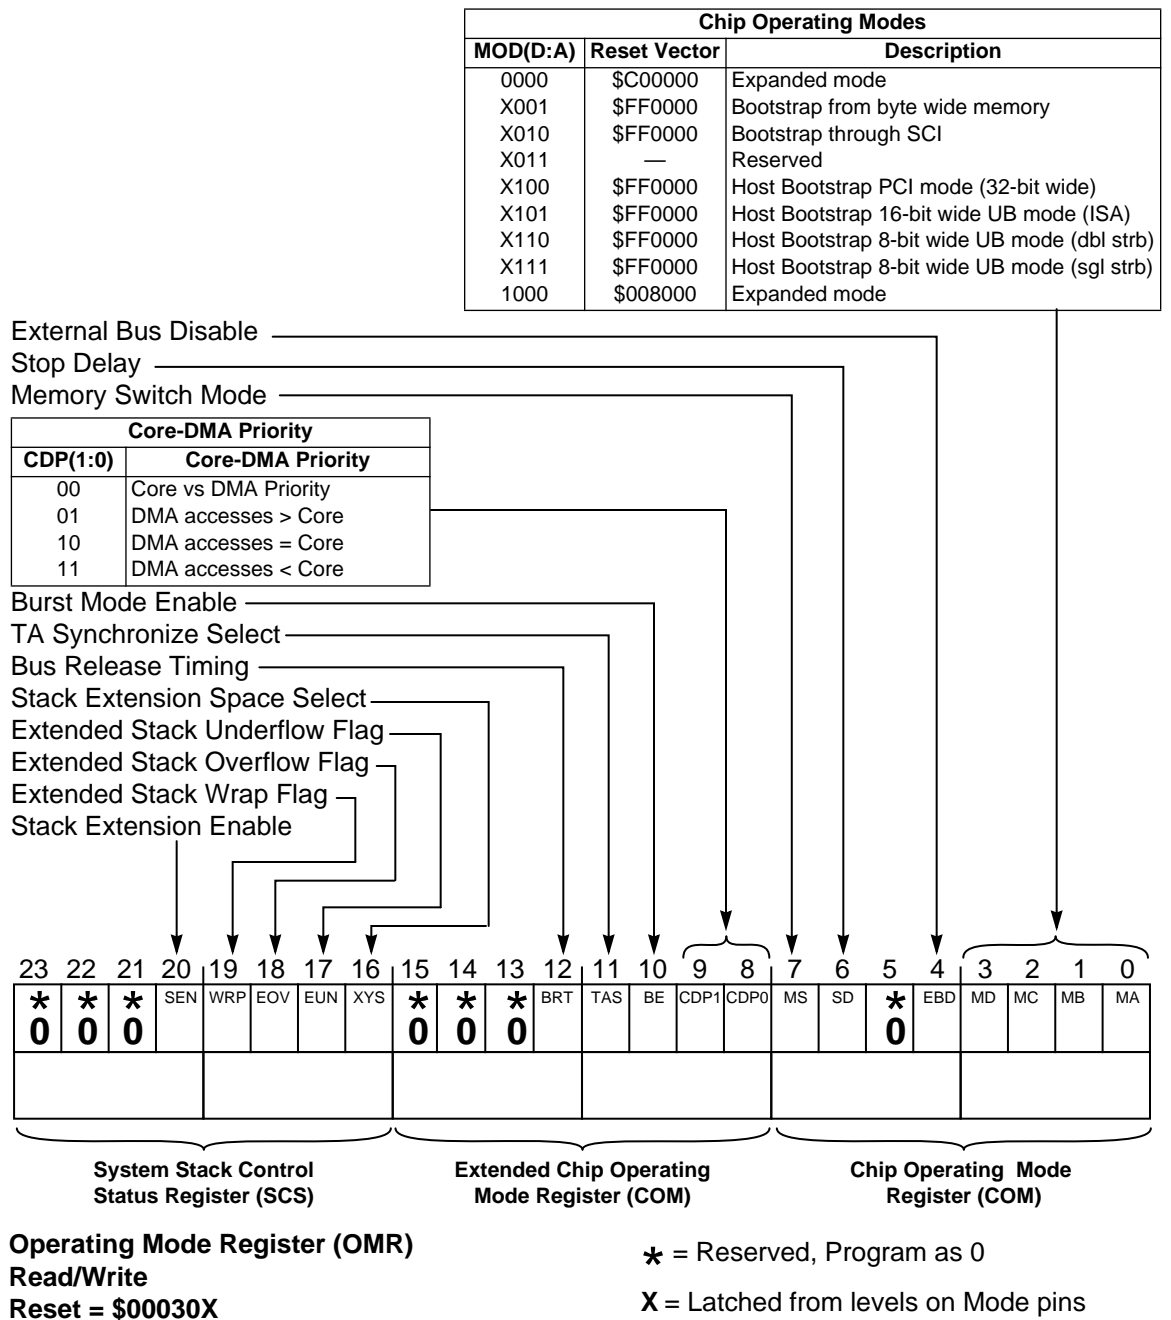 Chip Operating Modes
MOD(D:A) Reset Vector Description
0000 $C00000 Expanded mode
X001 $FF0000 Bootstrap from byte wide memory
X010 $FF0000 Bootstrap through SCI
X011 — Reserved
X100 $FF0000 Host Bootstrap PCI mode (32-bit wide)
X101 $FF0000 Host Bootstrap 16-bit wide UB mode (ISA)
X110 $FF0000 Host Bootstrap 8-bit wide UB mode (dbl strb)
X111 $FF0000 Host Bootstrap 8-bit wide UB mode (sgl strb)
1000 $008000 Expanded mode
External Bus Disable
Stop Delay
Memory Switch Mode
Core-DMA Priority
CDP(1:0) Core-DMA Priority
00 Core vs DMA Priority
01 DMA accesses > Core
10 DMA accesses = Core
11 DMA accesses < Core
Burst Mode Enable
TA Synchronize Select
Bus Release Timing
Stack Extension Space Select
Extended Stack Underflow Flag
Extended Stack Overflow Flag
Extended Stack Wrap Flag
Stack Extension Enable
23 22 21 20 19 18 17 16 15 14 13 12 11 10 9 8 7 6 5 4 3 2 1 0
* * * SEN WRP EOV EUN XYS * * * BRT TAS BE CDP1 CDP0 MS SD * EBD MD MC MB MA
0 0 0 0 0 0 0
System Stack Control
Status Register (SCS)
Extended Chip Operating
Mode Register (COM)
Chip Operating Mode
Register (COM)
Operating Mode Register (OMR)
Read/Write
Reset = $00030X
* = Reserved, Program as 0
X = Latched from levels on Mode pins